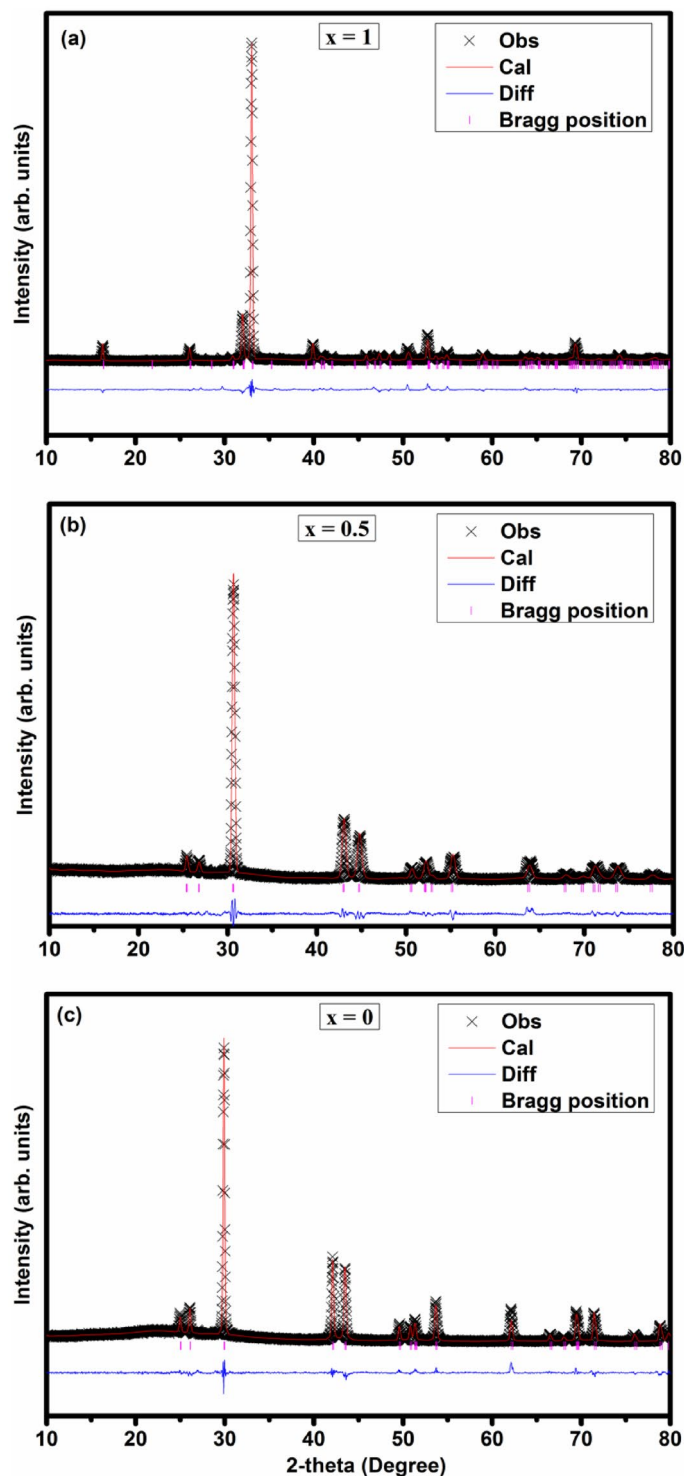 (a)
x = 1
Obs
Cal
Diff
Bragg position
Intensity (arb. units)
10 20 30 40 50 60 70 80
(b)
x = 0.5
Obs
Cal
Diff
Bragg position
Intensity (arb. units)
10 20 30 40 50 60 70 80
(c)
x = 0
Obs
Cal
Diff
Bragg position
Intensity (arb. units)
10 20 30 40 50 60 70 80
2-theta (Degree)